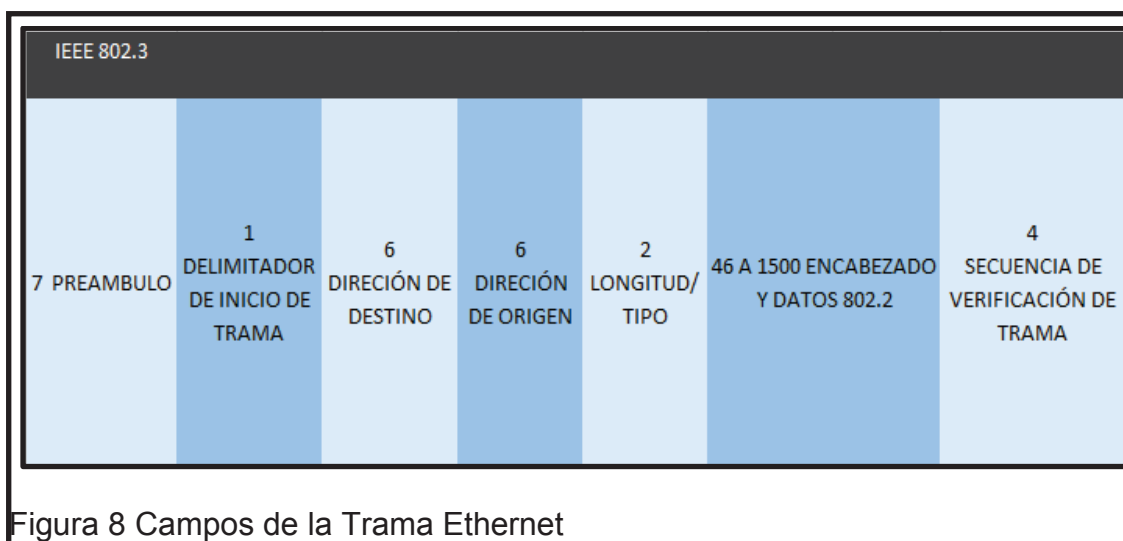 IEEE 802.3
7 PREAMBULO
1
DELIMITADOR
DE INICIO DE
TRAMA
6
DIRECIÓN DE
DESTINO
6
DIRECIÓN
DE ORIGEN
2
LONGITUD/
TIPO
46 A 1500 ENCABEZADO
Y DATOS 802.2
4
SECUENCIA DE
VERIFICACIÓN DE
TRAMA
Figura 8 Campos de la Trama Ethernet